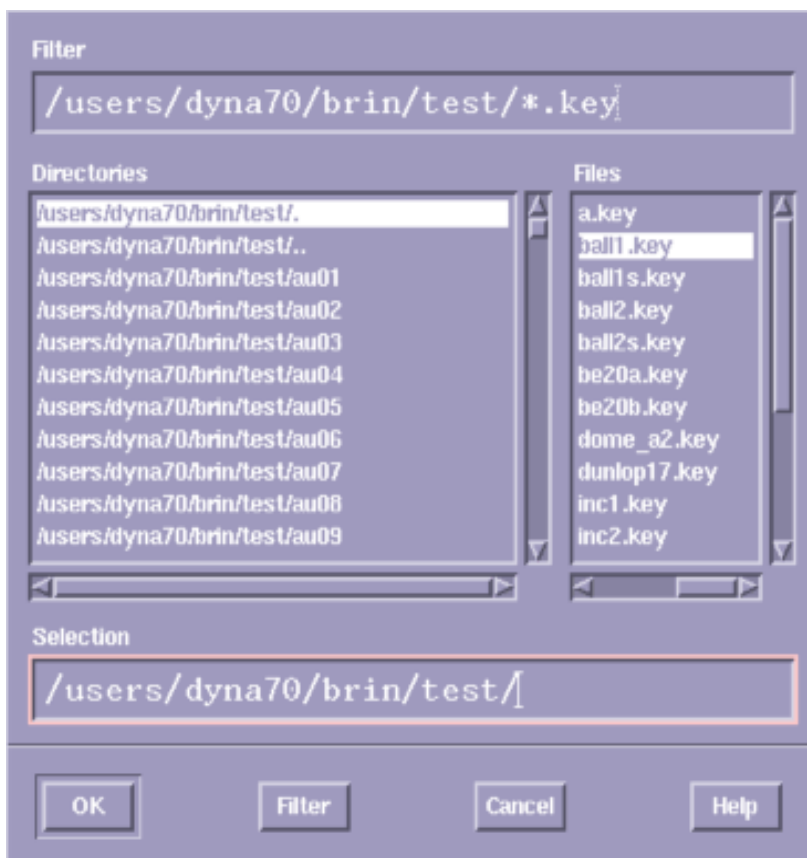 Filter
/users/dyna70/brin/test/*.key
Directories
/users/dyna70/brin/test/.
/users/dyna70/brin/test/..
/users/dyna70/brin/test/au01
/users/dyna70/brin/test/au02
/users/dyna70/brin/test/au03
/users/dyna70/brin/test/au04
/users/dyna70/brin/test/au05
/users/dyna70/brin/test/au06
/users/dyna70/brin/test/au07
/users/dyna70/brin/test/au08
/users/dyna70/brin/test/au09
Files
a.key
ball1.key
ball1s.key
ball2.key
ball2s.key
be20a.key
be20b.key
dome_a2.key
dunlop17.key
inc1.key
inc2.key
Selection
/users/dyna70/brin/test/
OK
Filter
Cancel
Help